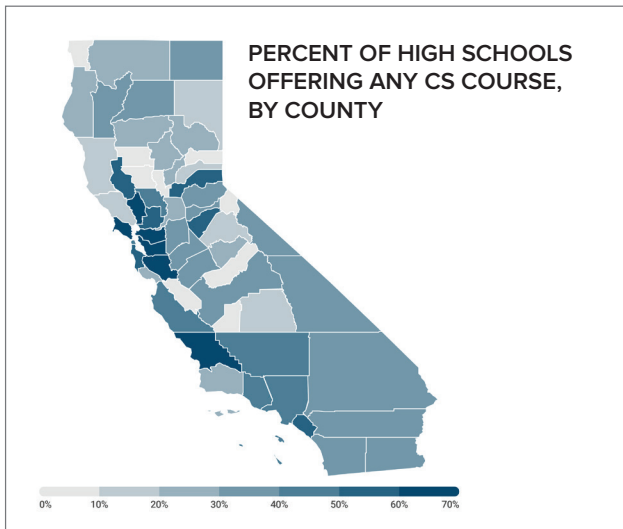 PERCENT OF HIGH SCHOOLS
OFFERING ANY CS COURSE,
BY COUNTY
0% 10% 20% 30% 40% 50% 60% 70%